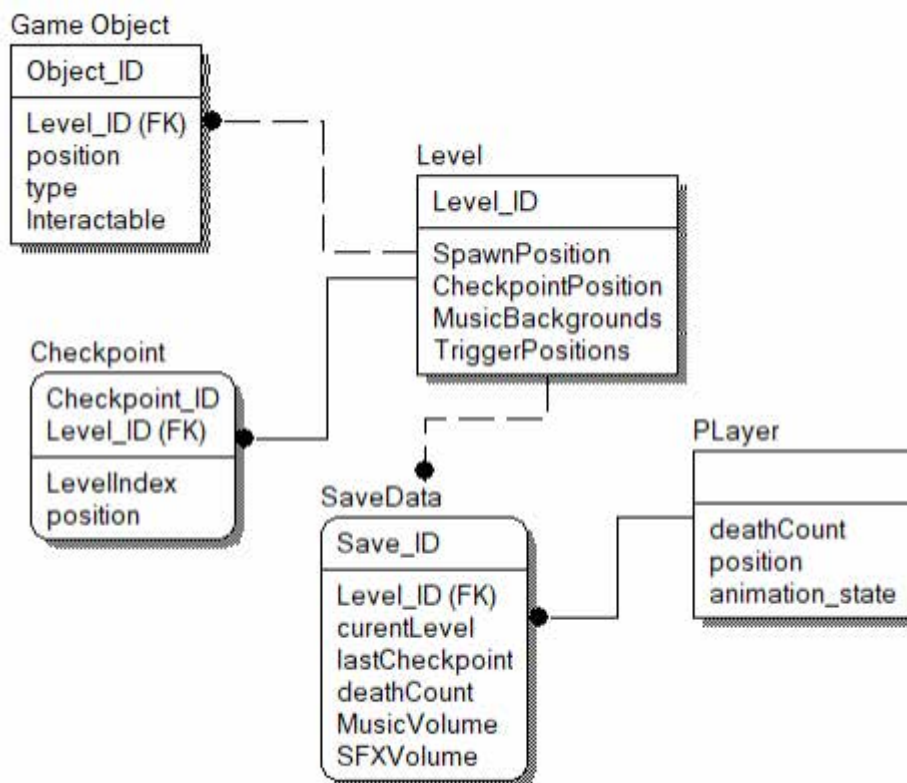 Game Object
Object_ID
Level_ID (FK)
position
type
Interactable
Level
Level_ID
SpawnPosition
CheckpointPosition
MusicBackgrounds
TriggerPositions
Checkpoint
Checkpoint_ID
Level_ID (FK)
LevelIndex
position
SaveData
Save_ID
Level_ID (FK)
curentLevel
lastCheckpoint
deathCount
MusicVolume
SFXVolume
PLayer
deathCount
position
animation_state